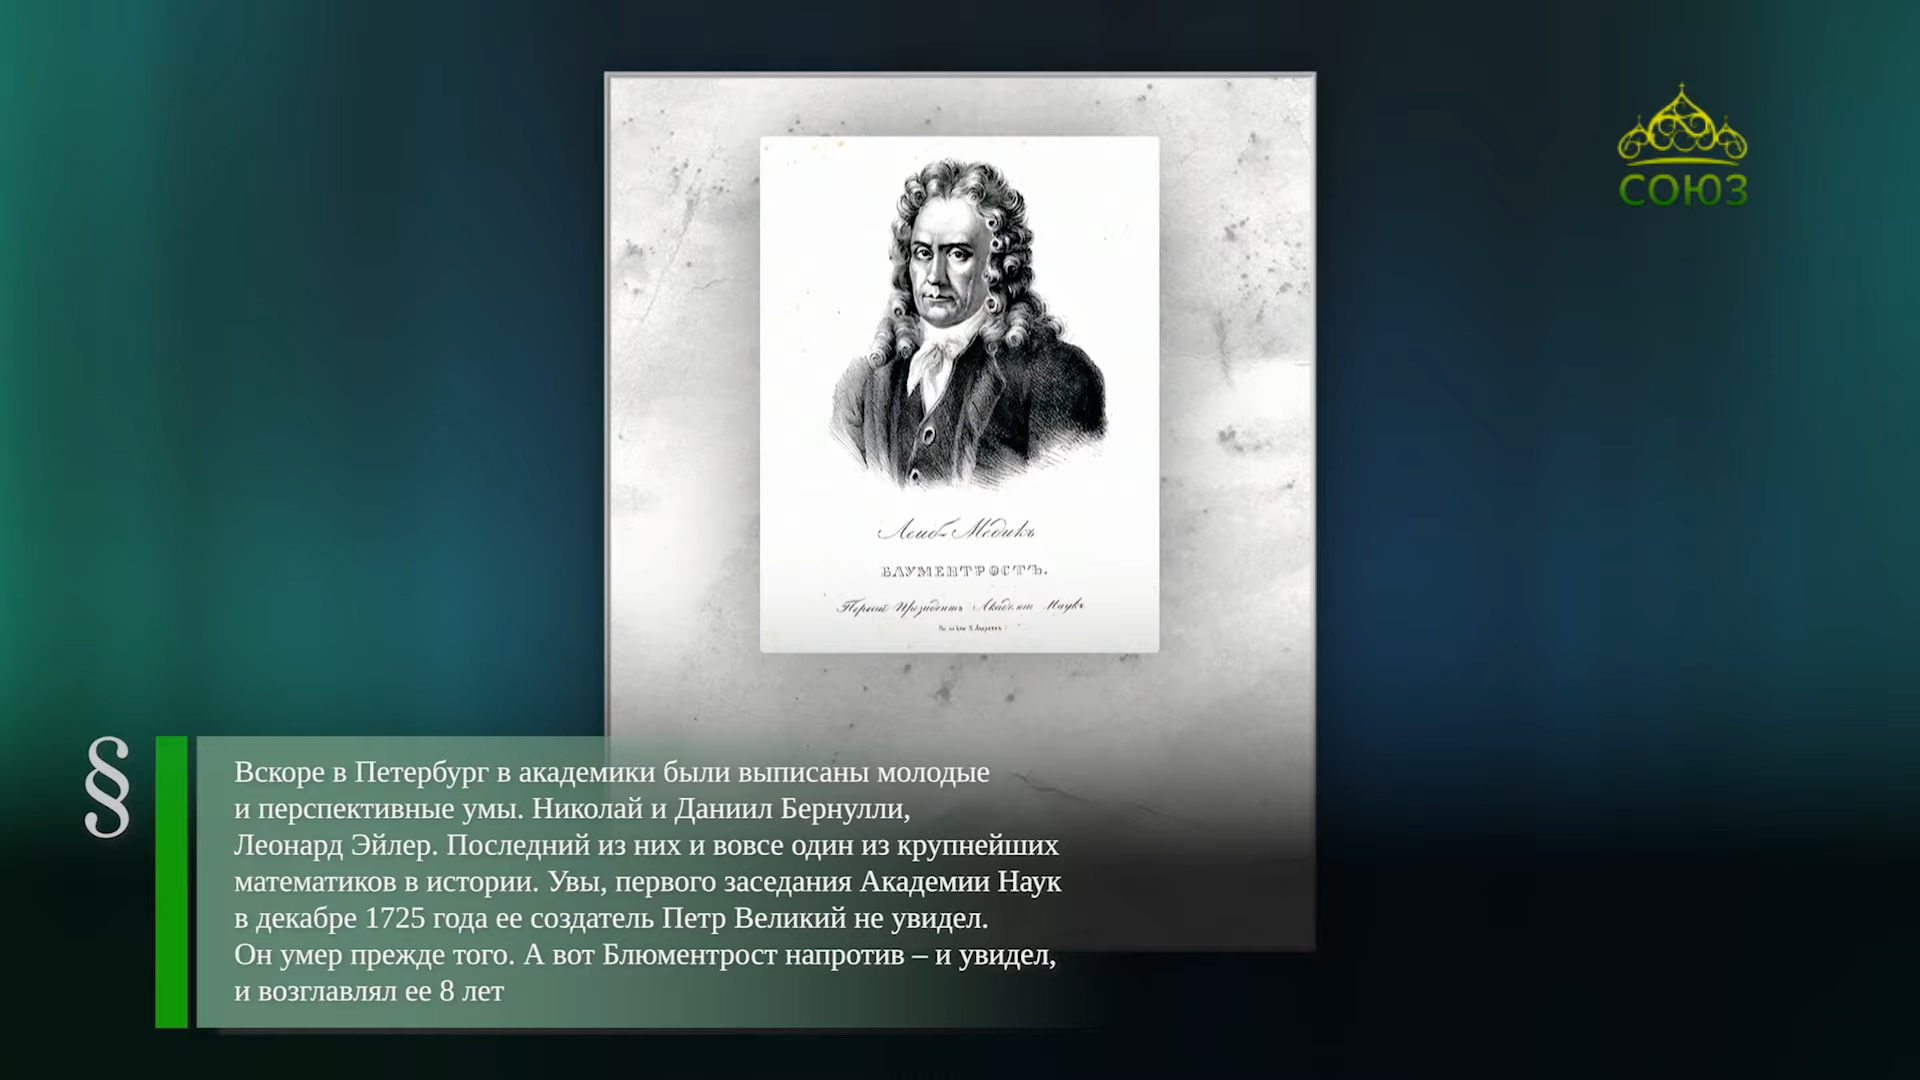 СОЮЗ
Лейб-Медикъ
БЛУМЕНТРОСТЪ.
Первый Президентъ Академіи Наукъ
§
Вскоре в Петербург в академики были выписаны молодые
и перспективные умы. Николай и Даниил Бернулли,
Леонард Эйлер. Последний из них и вовсе один из крупнейших
математиков в истории. Увы, первого заседания Академии Наук
в декабре 1725 года ее создатель Петр Великий не увидел.
Он умер прежде того. А вот Блюментрост напротив – и увидел,
и возглавлял ее 8 лет